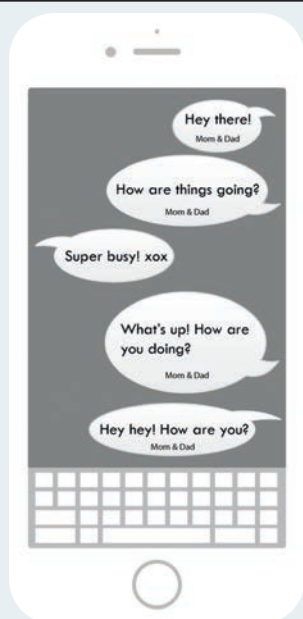 Hey there!
Mom & Dad
How are things going?
Mom & Dad
Super busy! xox
What's up! How are
you doing?
Mom & Dad
Hey hey! How are you?
Mom & Dad